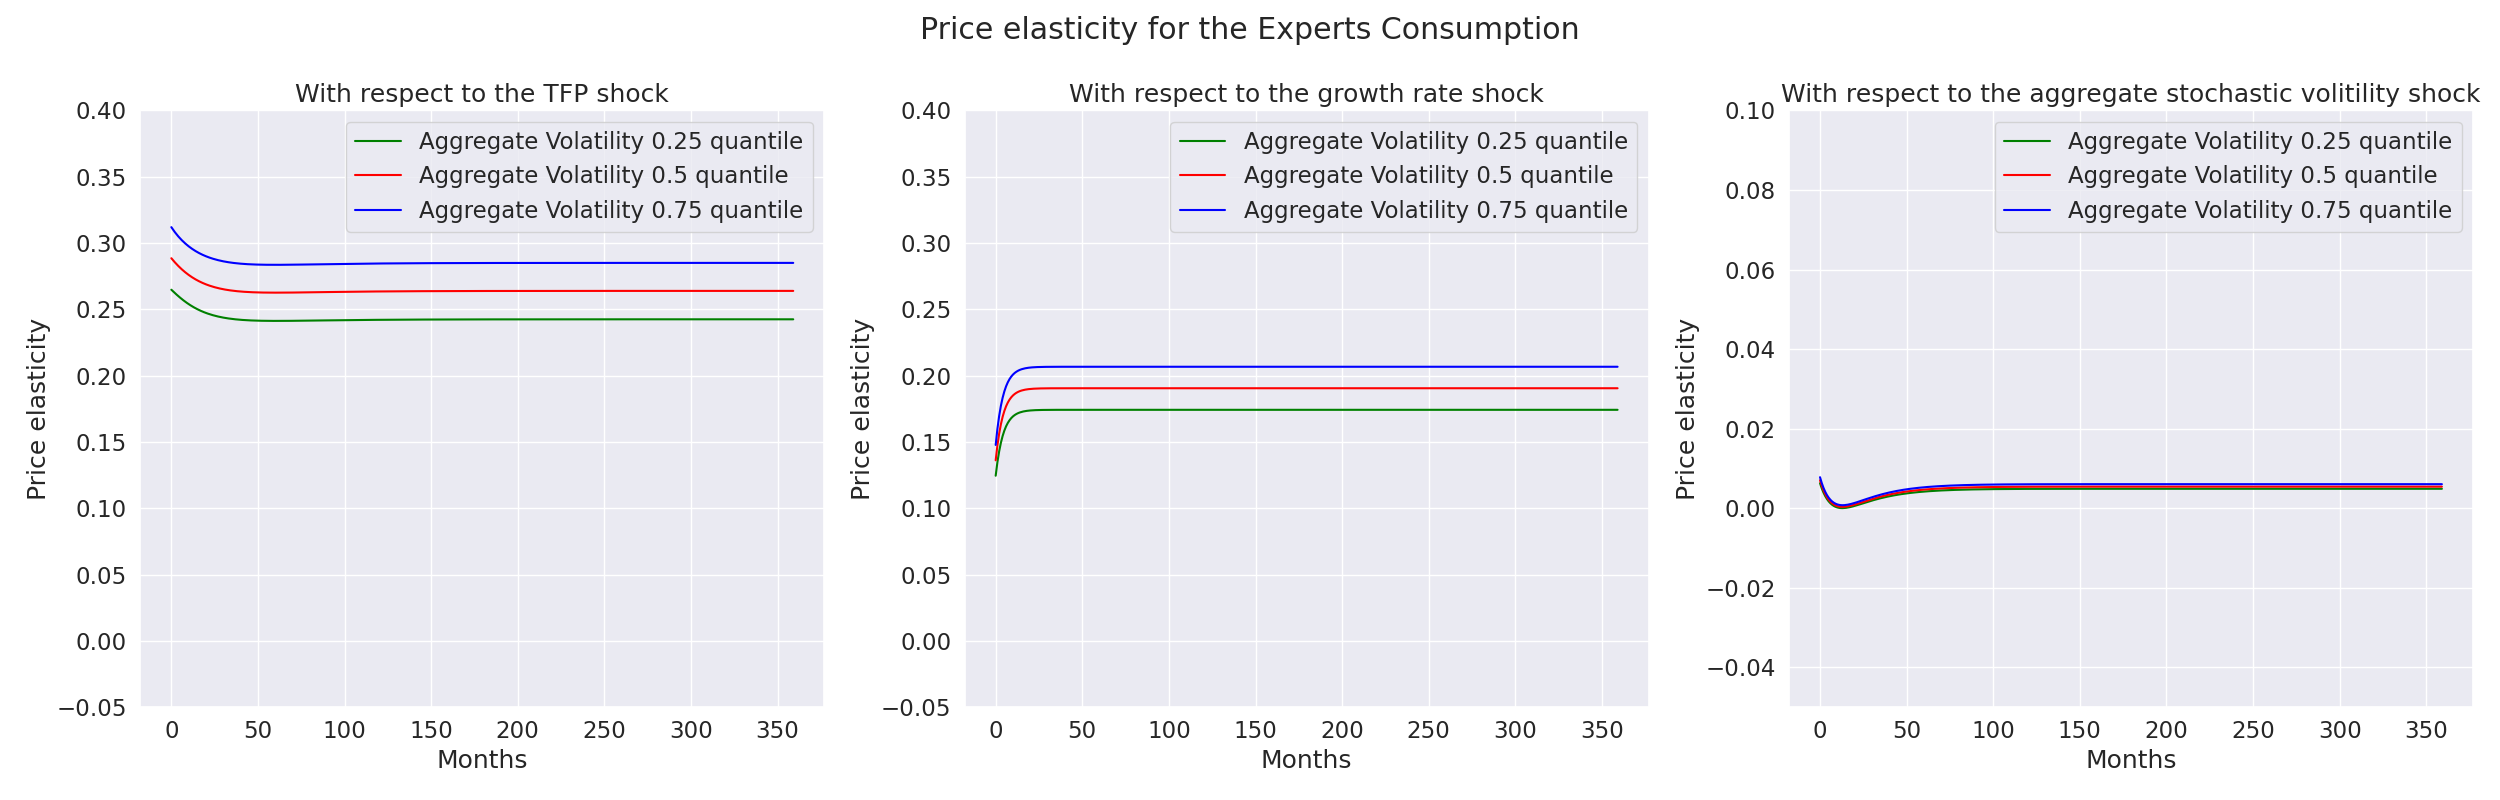 Price elasticity for the Experts Consumption
With respect to the TFP shock
0.40
0.35
0.30
0.25
0.20
0.15
0.10
0.05
0.00
−0.05
Price elasticity
Aggregate Volatility 0.25 quantile
Aggregate Volatility 0.5 quantile
Aggregate Volatility 0.75 quantile
0 50 100 150 200 250 300 350
Months
With respect to the growth rate shock
0.40
0.35
0.30
0.25
0.20
0.15
0.10
0.05
0.00
−0.05
Price elasticity
Aggregate Volatility 0.25 quantile
Aggregate Volatility 0.5 quantile
Aggregate Volatility 0.75 quantile
0 50 100 150 200 250 300 350
Months
With respect to the aggregate stochastic volitility shock
0.10
0.08
0.06
0.04
0.02
0.00
−0.02
−0.04
Price elasticity
Aggregate Volatility 0.25 quantile
Aggregate Volatility 0.5 quantile
Aggregate Volatility 0.75 quantile
0 50 100 150 200 250 300 350
Months